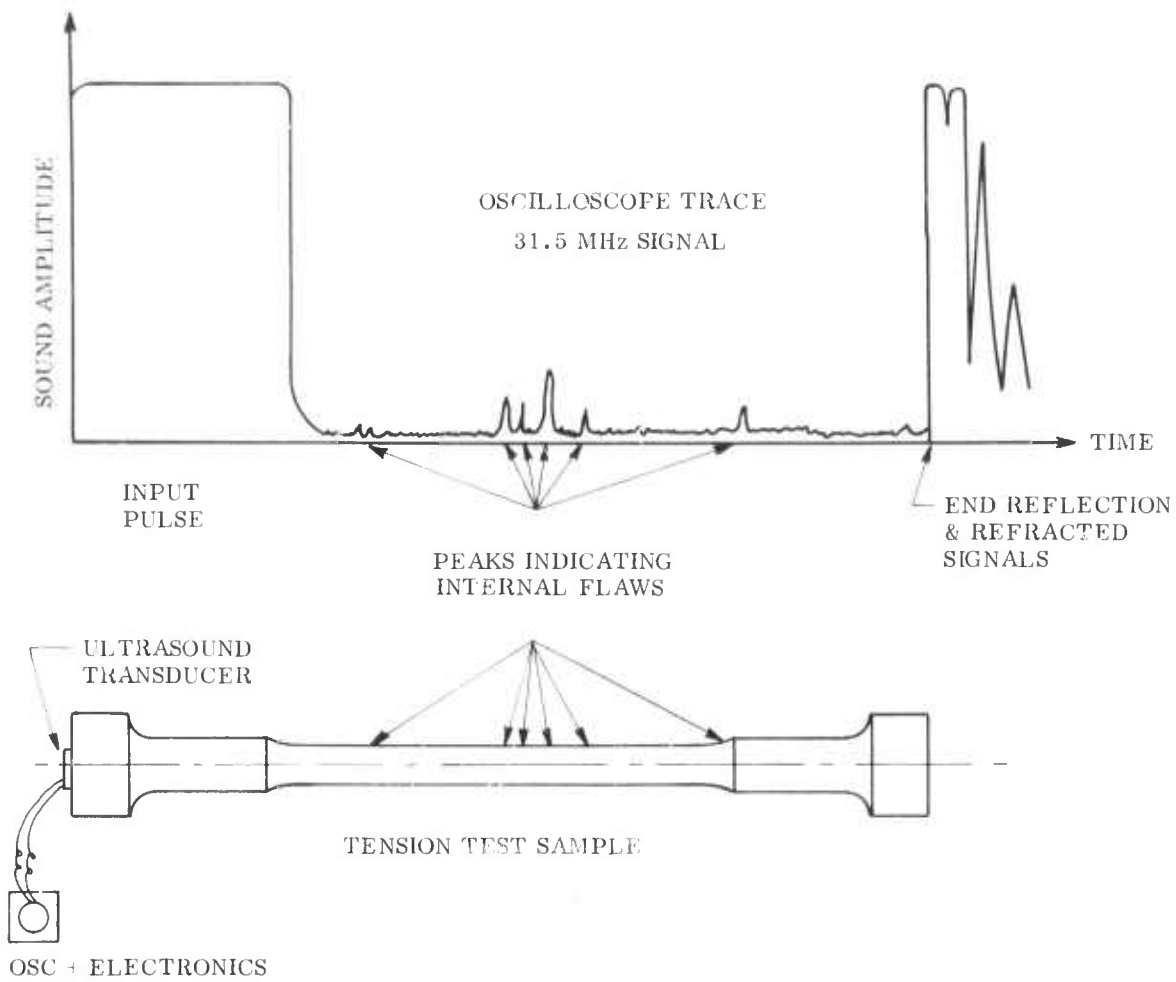 SOUND AMPLITUDE
OSCILLOSCOPE TRACE
31.5 MHz SIGNAL
TIME
INPUT
PULSE
END REFLECTION
& REFRACTED
SIGNALS
PEAKS INDICATING
INTERNAL FLAWS
ULTRASOUND
TRANSDUCER
TENSION TEST SAMPLE
OSC + ELECTRONICS